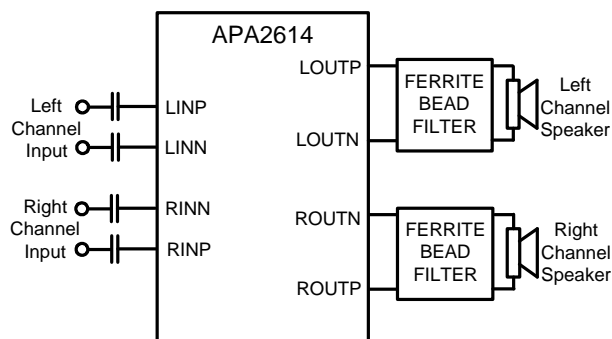 APA2614
Left
Channel
Input
LINP
LINN
Right
Channel
Input
RINN
RINP
LOUTP
LOUTN
FERRITE
BEAD
FILTER
Left
Channel
Speaker
ROUTN
ROUTP
FERRITE
BEAD
FILTER
Right
Channel
Speaker